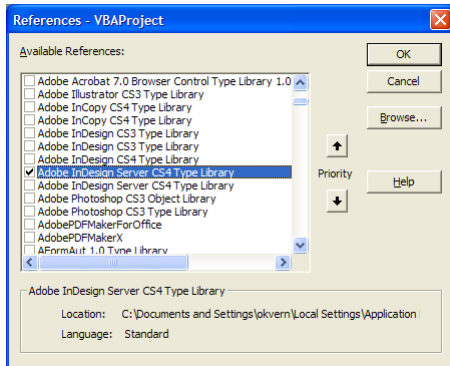 References - VBAProject
Available References:
Adobe Acrobat 7.0 Browser Control Type Library 1.0
Adobe Illustrator CS3 Type Library
Adobe InCopy CS4 Type Library
Adobe InCopy CS4 Type Library
Adobe InDesign CS3 Type Library
Adobe InDesign CS3 Type Library
Adobe InDesign CS4 Type Library
Adobe InDesign Server CS4 Type Library
Adobe InDesign Server CS4 Type Library
Adobe Photoshop CS3 Object Library
Adobe Photoshop CS3 Type Library
AdobePDFMakerForOffice
AdobePDFMakerX
AFormAut 1.0 Type Library
OK
Cancel
Browse...
Priority
Help
Adobe InDesign Server CS4 Type Library
Location: C:\Documents and Settings\okvern\Local Settings\Application
Language: Standard